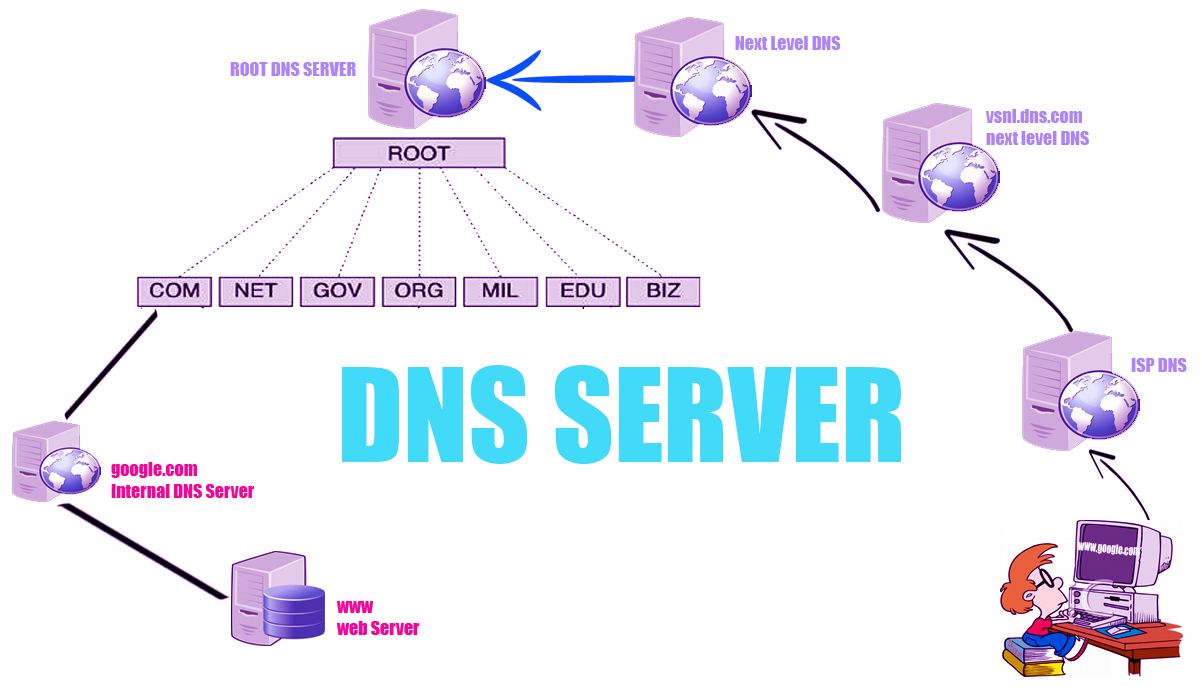 ROOT DNS SERVER
Next Level DNS
vsnl.dns.com
next level DNS
ROOT
COM
NET
GOV
ORG
MIL
EDU
BIZ
DNS SERVER
ISP DNS
google.com
Internal DNS Server
www.google.com
www
web Server